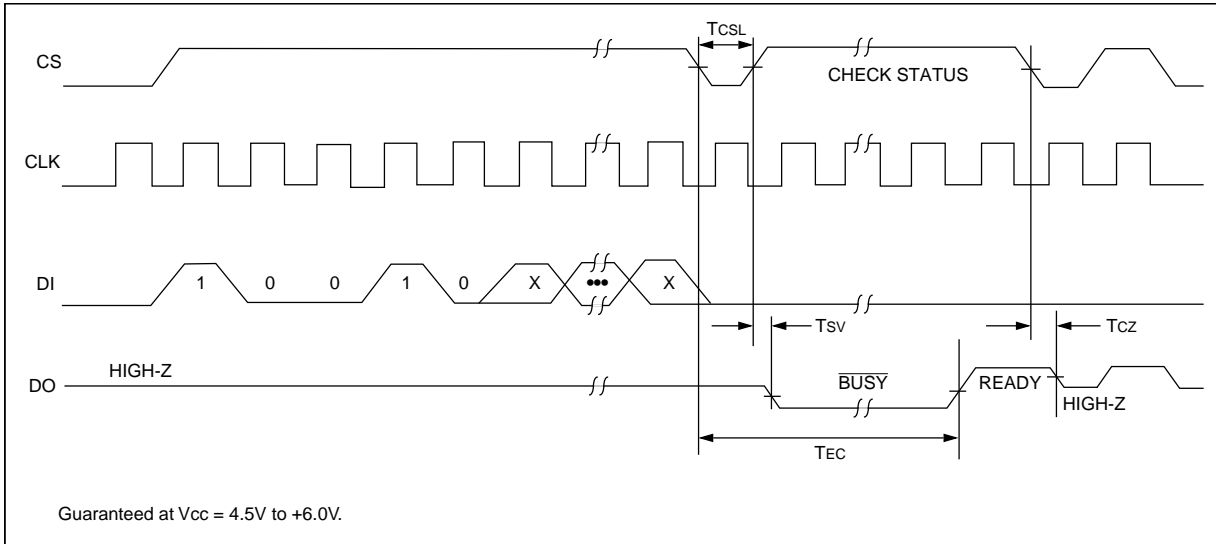 TCSL
CS
CHECK STATUS
CLK
DI
1 0 0 1 0 X ••• X
TSV
TCZ
HIGH-Z
DO
BUSY
READY
HIGH-Z
TEC
Guaranteed at Vcc = 4.5V to +6.0V.